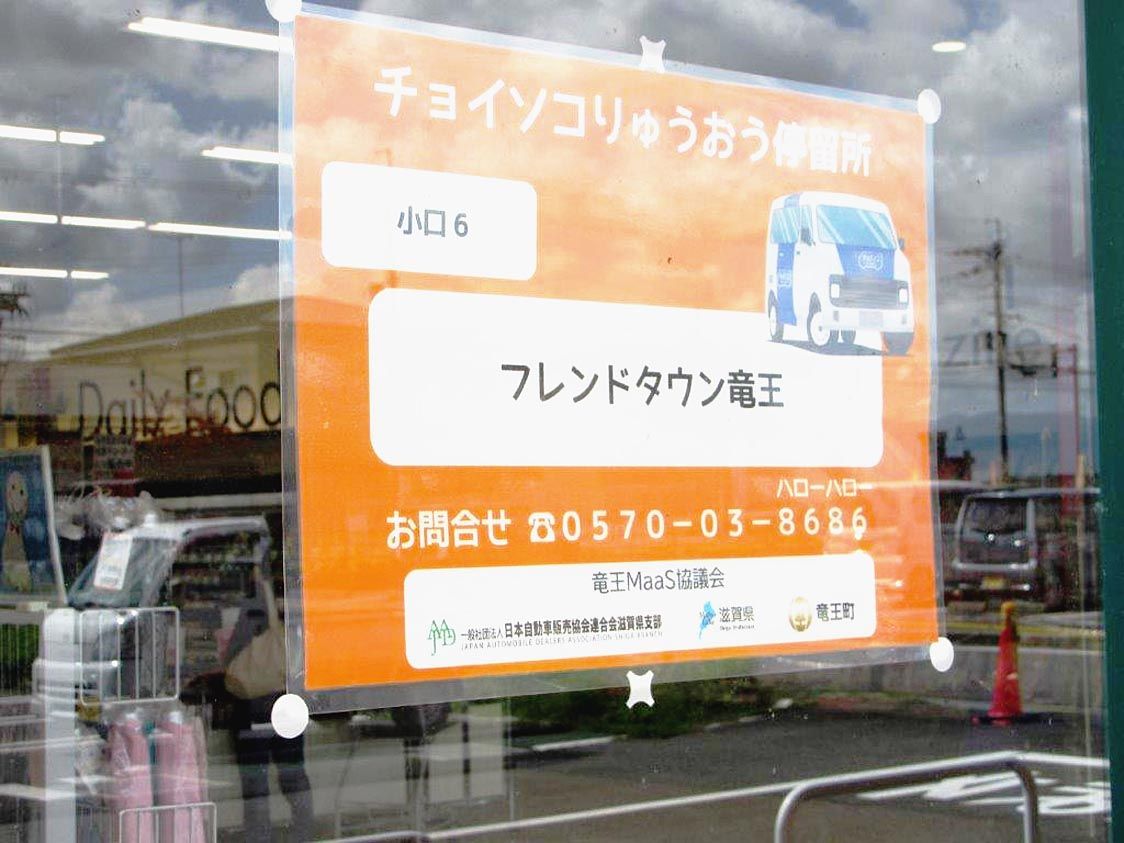 チョイソコりゅうおう停留所
小口6
フレンドタウン竜王
ハローハロー
お問合せ ☎0570-03-8686
竜王MaaS協議会
一般社団法人日本自動車販売協会連合会滋賀県支部
JAPAN AUTOMOBILE DEALERS ASSOCIATION SHIGA BRANCH
滋賀県
Shiga Prefecture
竜王町
Daily Food